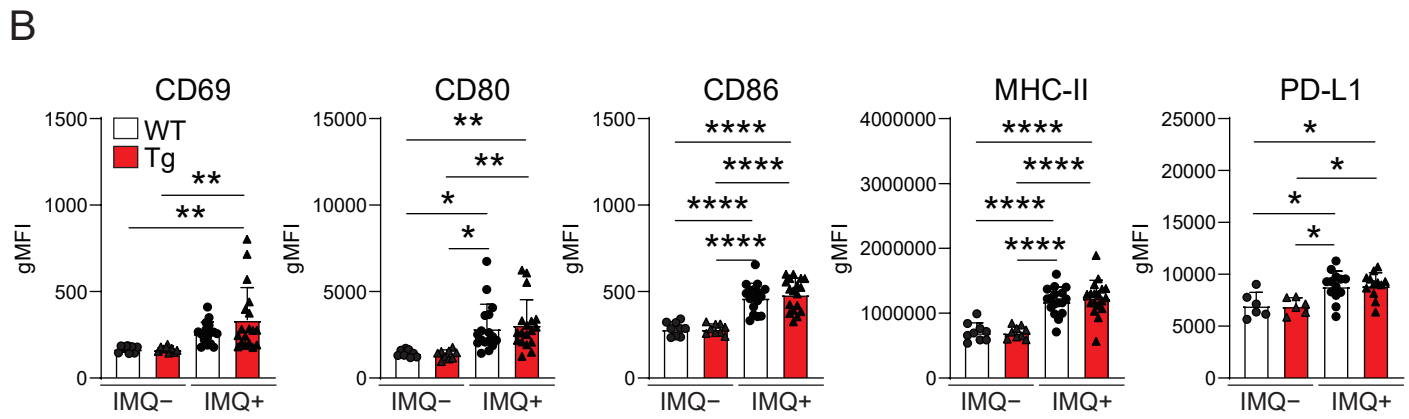 B
CD69
1500
1000
500
0
gMFI
WT
Tg
**
**
IMQ− IMQ+
CD80
15000
10000
5000
0
gMFI
**
**
*
*
IMQ− IMQ+
CD86
1500
1000
500
0
gMFI
****
****
****
****
IMQ− IMQ+
MHC-II
4000000
3000000
2000000
1000000
0
gMFI
****
****
****
****
IMQ− IMQ+
PD-L1
25000
20000
15000
10000
5000
0
gMFI
*
*
*
*
IMQ− IMQ+